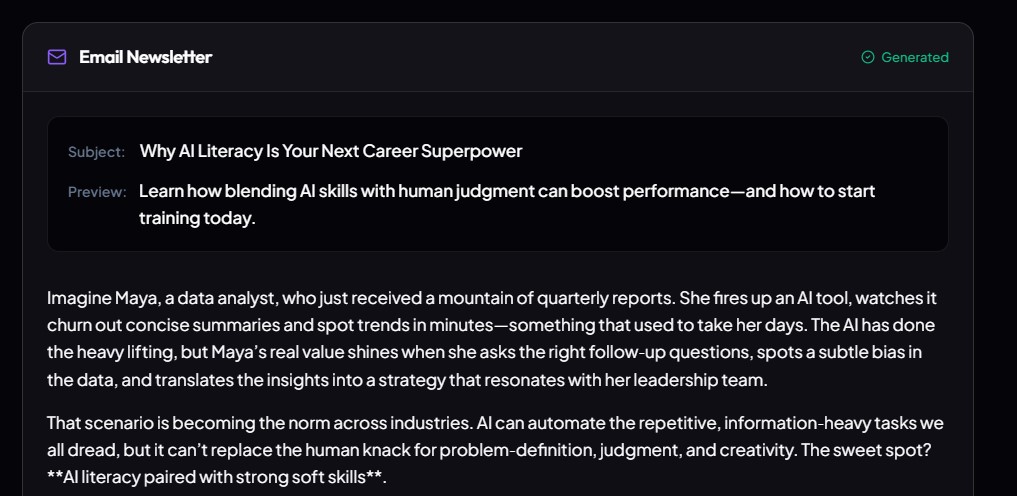 Email Newsletter
Generated
Subject: Why AI Literacy Is Your Next Career Superpower
Preview: Learn how blending AI skills with human judgment can boost performance—and how to start
training today.
Imagine Maya, a data analyst, who just received a mountain of quarterly reports. She fires up an AI tool, watches it
churn out concise summaries and spot trends in minutes—something that used to take her days. The AI has done
the heavy lifting, but Maya’s real value shines when she asks the right follow-up questions, spots a subtle bias in
the data, and translates the insights into a strategy that resonates with her leadership team.
That scenario is becoming the norm across industries. AI can automate the repetitive, information-heavy tasks we
all dread, but it can’t replace the human knack for problem-definition, judgment, and creativity. The sweet spot?
**AI literacy paired with strong soft skills**.